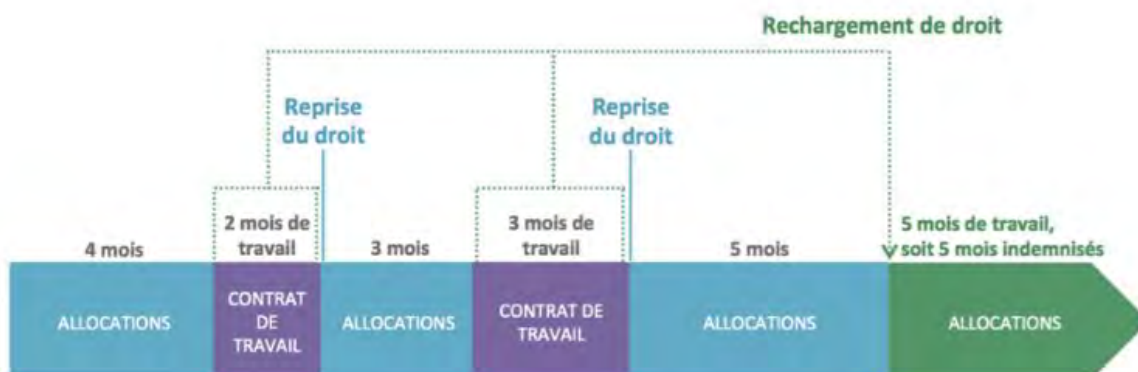 Rechargement de droit
Reprise
du droit
Reprise
du droit
4 mois
2 mois de
travail
3 mois
3 mois de
travail
5 mois
5 mois de travail,
soit 5 mois indemnisés
ALLOCATIONS
CONTRAT
DE
TRAVAIL
ALLOCATIONS
CONTRAT DE
TRAVAIL
ALLOCATIONS
ALLOCATIONS